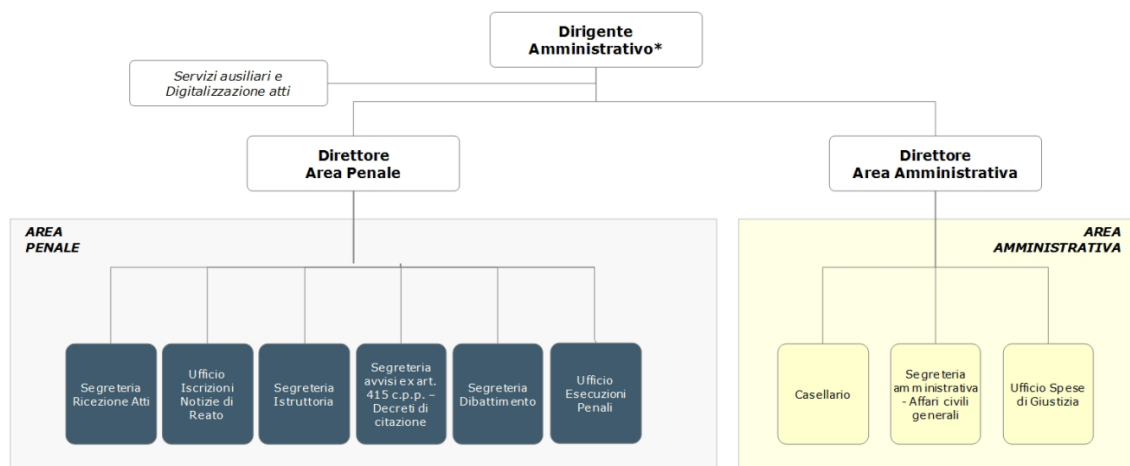 Dirigente
Amministrativo*
Servizi ausiliari e
Digitalizzazione atti
Direttore
Area Penale
Direttore
Area Amministrativa
AREA
PENALE
AREA
AMMINISTRATIVA
Segreteria
Ricezione Atti
Ufficio
Iscrizioni
Notizie di
Reato
Segreteria
Istruttoria
Segreteria
avvisi ex art.
415 c.p.p. –
Decreti di
citazione
Segreteria
Dibattimento
Ufficio
Esecuzioni
Penali
Casellario
Segreteria
amministrativa
- Affari civili
generali
Ufficio Spese
di Giustizia